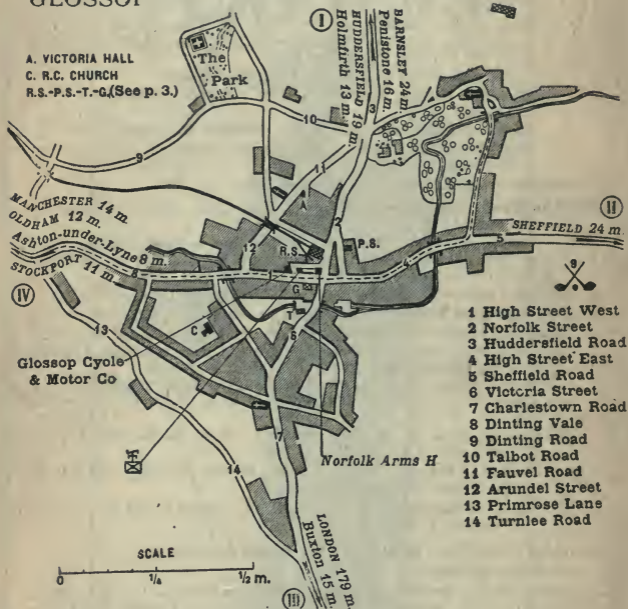 GLOSSOP
A. VICTORIA HALL
C. R.C. CHURCH
R.S.-P.S.-T.-G.(See p. 3.)
The
Park
I
HUDDERSFIELD 19 m.
Holmfirth 13 m.
BARNSLEY 24 m.
Penistone 16 m.
3
10
9
11
A
2
12
R.S.
P.S.
MANCHESTER 14 m.
OLDHAM 12 m.
Ashton-under-Lyne 9 m.
STOCKPORT 11 m.
8
1
5
SHEFFIELD 24 m.
II
G
T
IV
13
C
6
Glossop Cycle
& Motor Co
7
14
Norfolk Arms H
9
1 High Street West
2 Norfolk Street
3 Huddersfield Road
4 High Street East
5 Sheffield Road
6 Victoria Street
7 Charlestown Road
8 Dinting Vale
9 Dinting Road
10 Talbot Road
11 Fauvel Road
12 Arundel Street
13 Primrose Lane
14 Turnlee Road
LONDON 179 m.
Buxton 15 m.
III
SCALE
0 1/4 1/2 m.